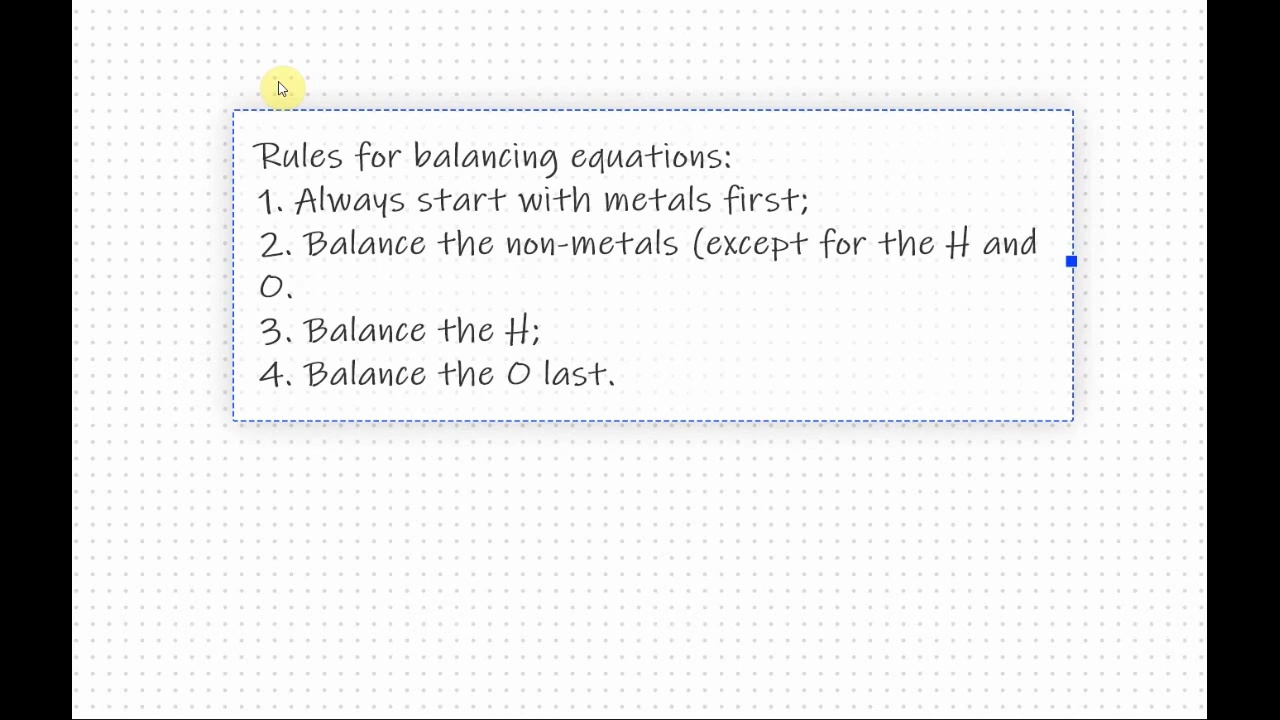 Rules for balancing equations:
1. Always start with metals first;
2. Balance the non-metals (except for the H and
O.
3. Balance the H;
4. Balance the O last.